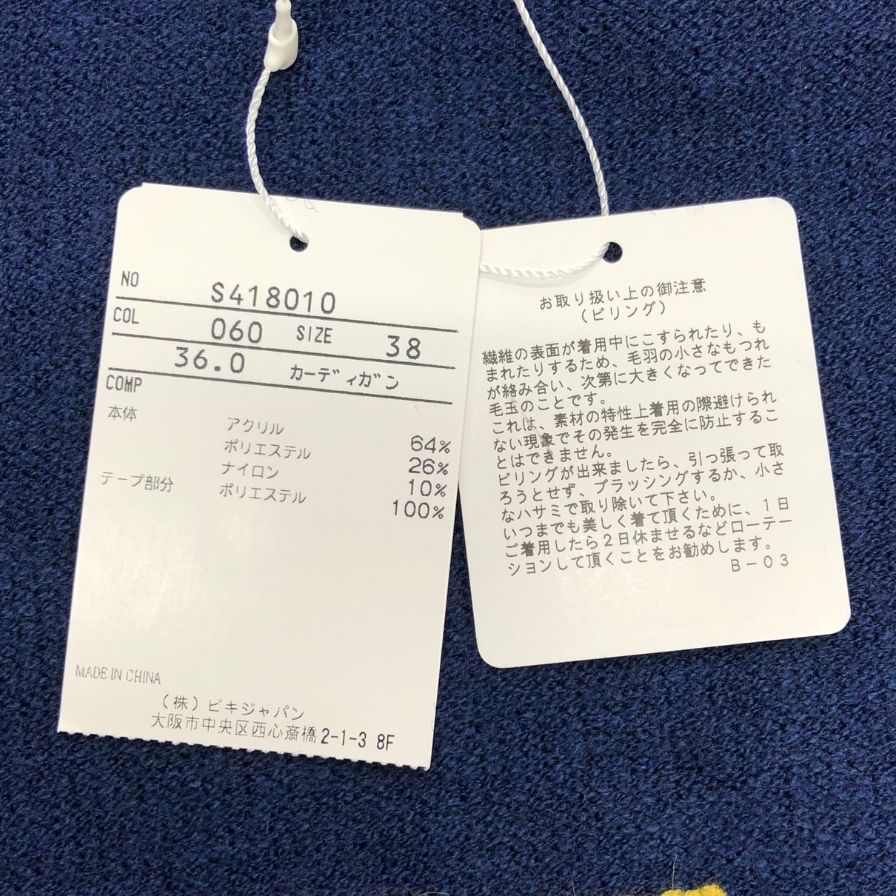 NO S418010
COL 060 SIZE 38
36.0 カーディガン
COMP
本体 アクリル 64%
ポリエステル 26%
ナイロン 10%
テープ部分 ポリエステル 100%
MADE IN CHINA
(株)ビキジャパン
大阪市中央区西心斎橋2-1-3 8F
お取り扱い上の御注意
(ピリング)
繊維の表面が着用中にこすられたり、も
まれたりするため、毛羽の小さなもつれ
が絡み合い、次第に大きくなってできた
毛玉のことです。
これは、素材の特性上着用の際避けられ
ない現象でその発生を完全に防止するこ
とはできません。
ピリングが出来ましたら、引っ張って取
ろうとせず、ブラッシングするか、小さ
なハサミで取り除いて下さい。
いつまでも美しく着て頂くために、1日
ご着用したら2日休ませるなどローテー
ションして頂くことをお勧めします。
B-03